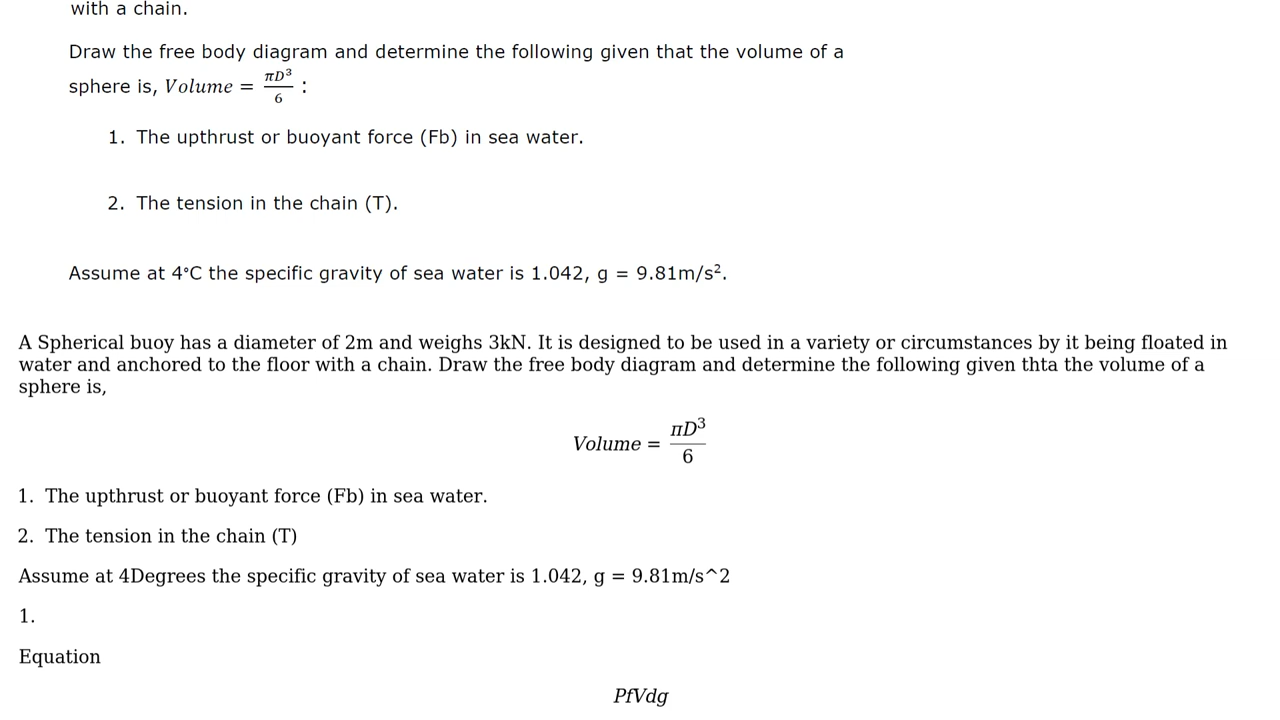 with a chain.
Draw the free body diagram and determine the following given that the volume of a
sphere is, Volume = πD³/6 :
1. The upthrust or buoyant force (Fb) in sea water.
2. The tension in the chain (T).
Assume at 4°C the specific gravity of sea water is 1.042, g = 9.81m/s².
A Spherical buoy has a diameter of 2m and weighs 3kN. It is designed to be used in a variety or circumstances by it being floated in
water and anchored to the floor with a chain. Draw the free body diagram and determine the following given thta the volume of a
sphere is,
Volume = πD³/6
1. The upthrust or buoyant force (Fb) in sea water.
2. The tension in the chain (T)
Assume at 4Degrees the specific gravity of sea water is 1.042, g = 9.81m/s^2
1.
Equation
PfVdg